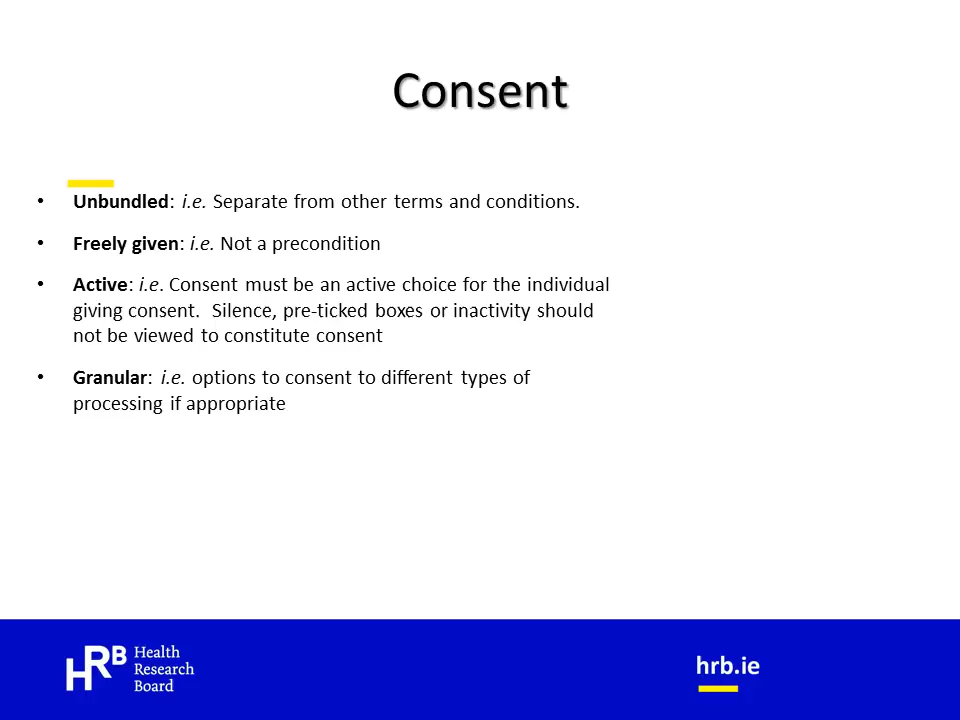 Consent
• Unbundled: i.e. Separate from other terms and conditions.
• Freely given: i.e. Not a precondition
• Active: i.e. Consent must be an active choice for the individual
giving consent.  Silence, pre-ticked boxes or inactivity should
not be viewed to constitute consent
• Granular:  i.e. options to consent to different types of
processing if appropriate
HRB
Health
Research
Board
hrb.ie